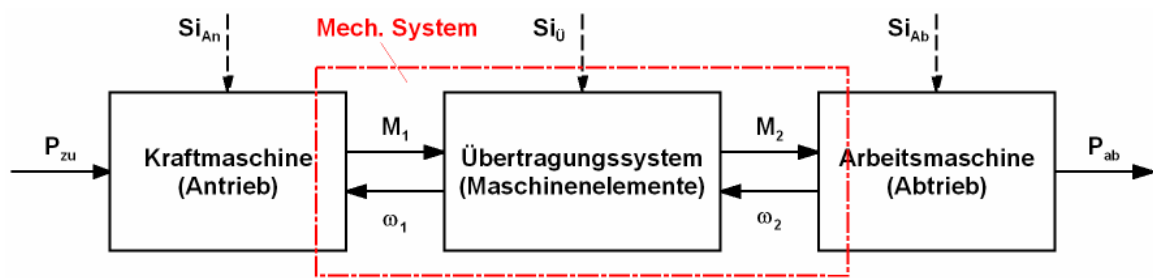 Si_An
Mech. System
Si_Ü
Si_Ab
P_zu
Kraftmaschine
(Antrieb)
M_1
ω_1
Übertragungssystem
(Maschinenelemente)
M_2
ω_2
Arbeitsmaschine
(Abtrieb)
P_ab